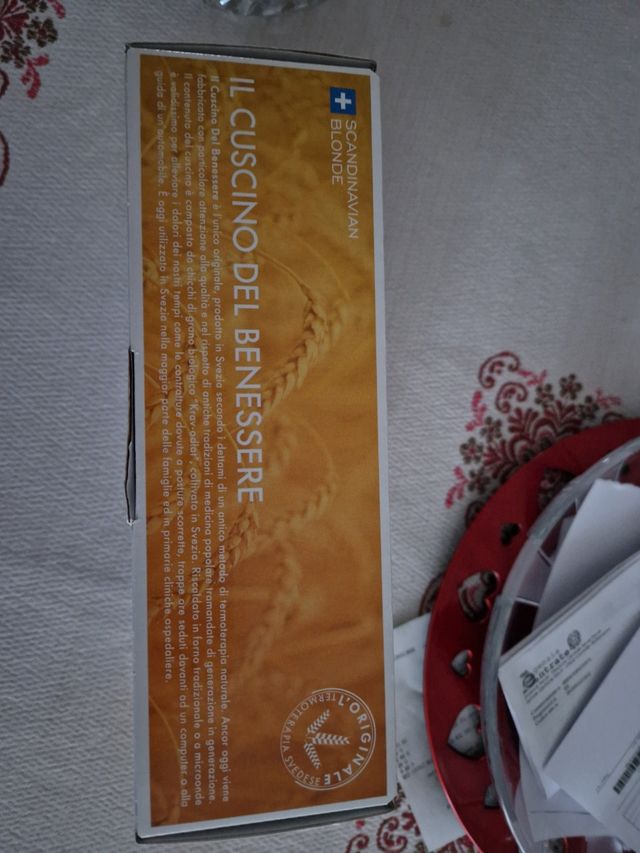 SCANDINAVIAN
BLONDE
IL CUSCINO DEL BENESSERE
Il Cuscino Del Benessere è l'unico originale, prodotto in Svezia secondo i dettami di un antico metodo di termoterapia naturale. Ancor oggi viene
fabbricato con particolare attenzione alla qualità e nel rispetto di antiche tradizioni di medicina popolare tramandate di generazione in generazione.
Il contenuto del cuscino è composto da chicchi di grano biologico "Krav-odlat", coltivato in Svezia. Riscaldato in forno tradizionale o a microonde
è validissimo per alleviare i dolori dei nostri tempi come le contratture dovute a posture scorrette, troppe ore seduti davanti ad un computer o alla
guida di un'automobile. È oggi utilizzato in Svezia nella maggior parte delle famiglie ed in primarie cliniche ospedaliere.
L'ORIGINALE
TERMOTERAPIA SVEDESE
genzia
ntrate